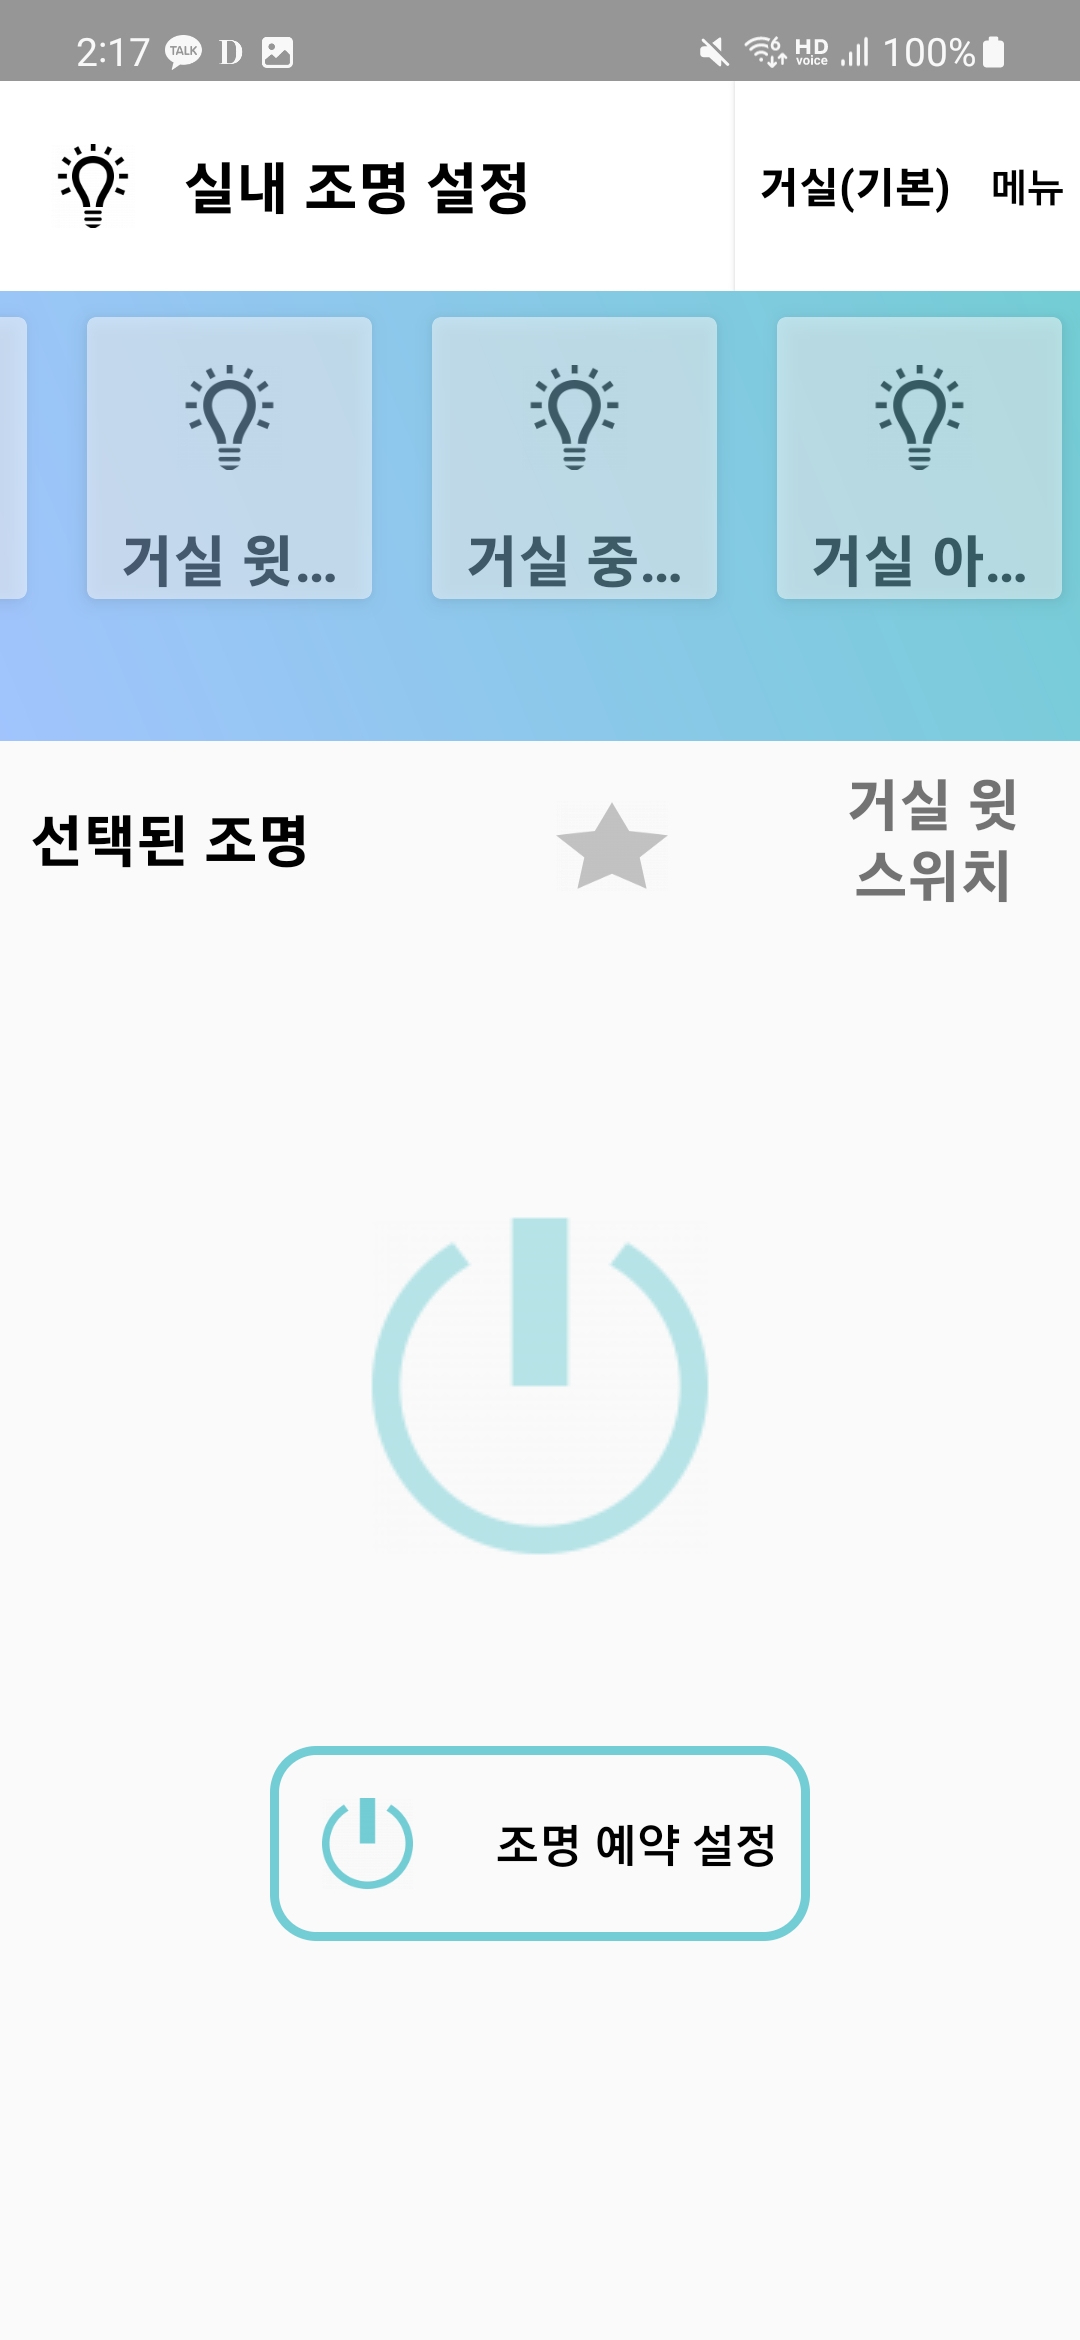 2:17 TALK D 6 HD voice 100%
실내 조명 설정
거실(기본) 메뉴
거실 윗... 거실 중... 거실 아...
선택된 조명
거실 윗
스위치
조명 예약 설정